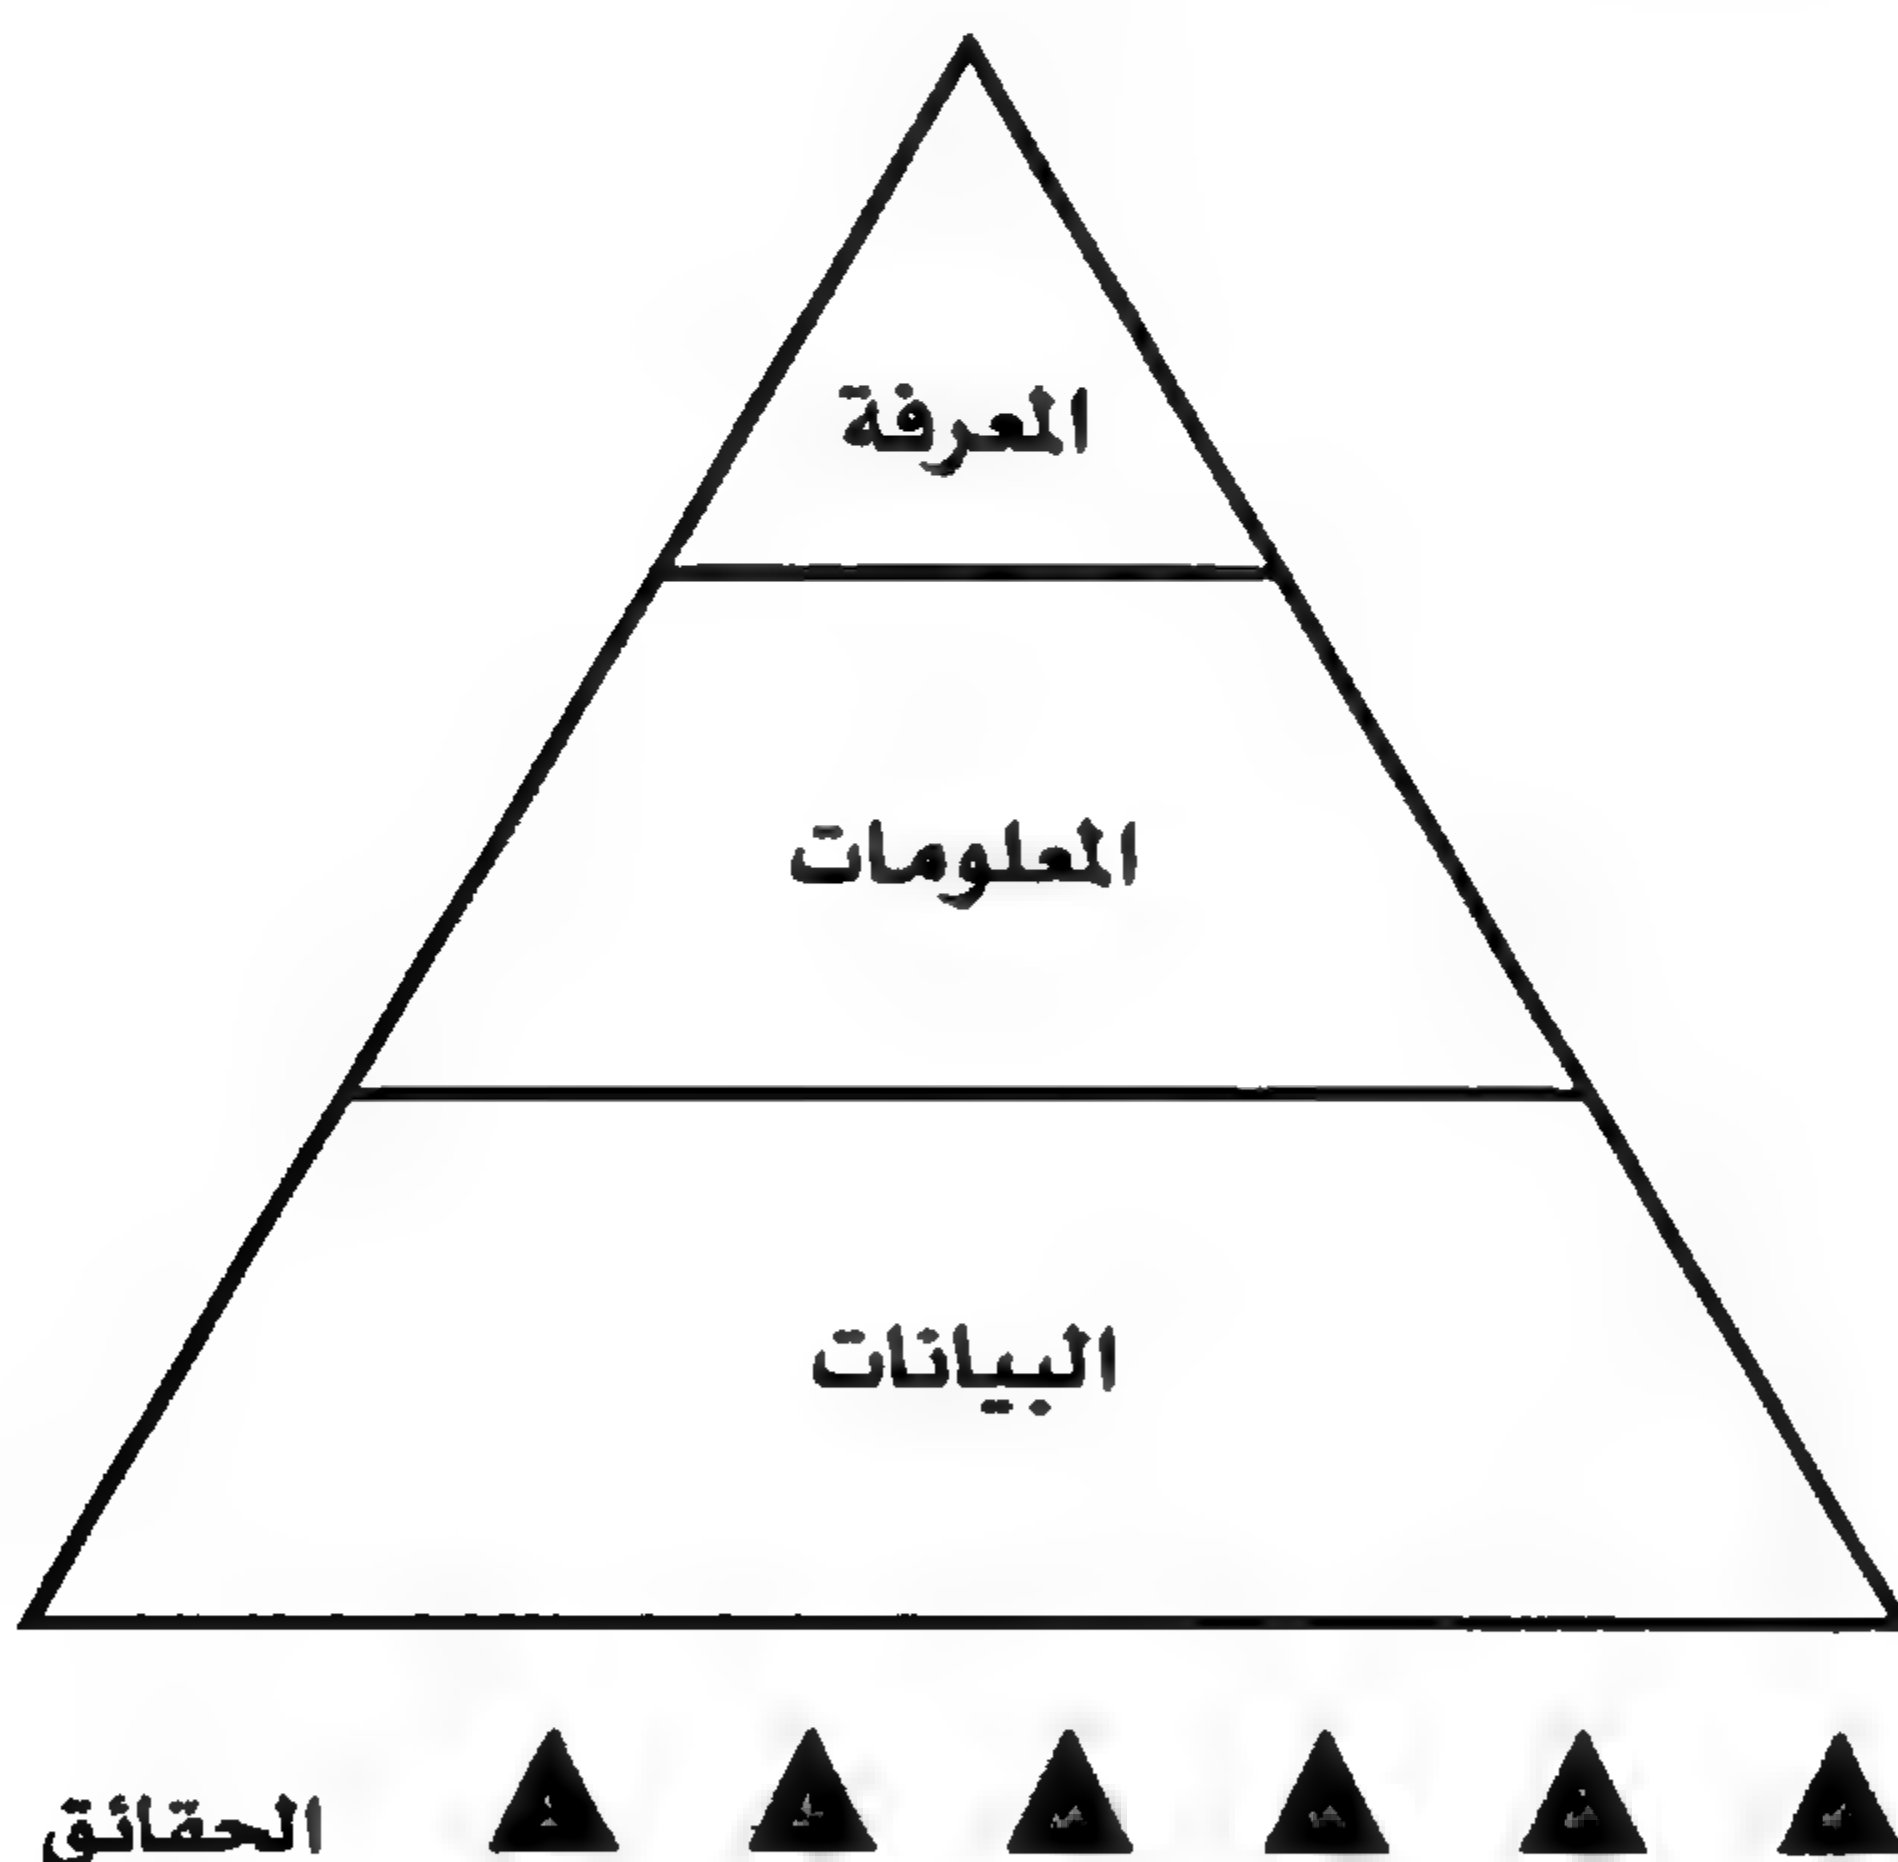 المعرفة
المعلومات
البيانات
الحقائق